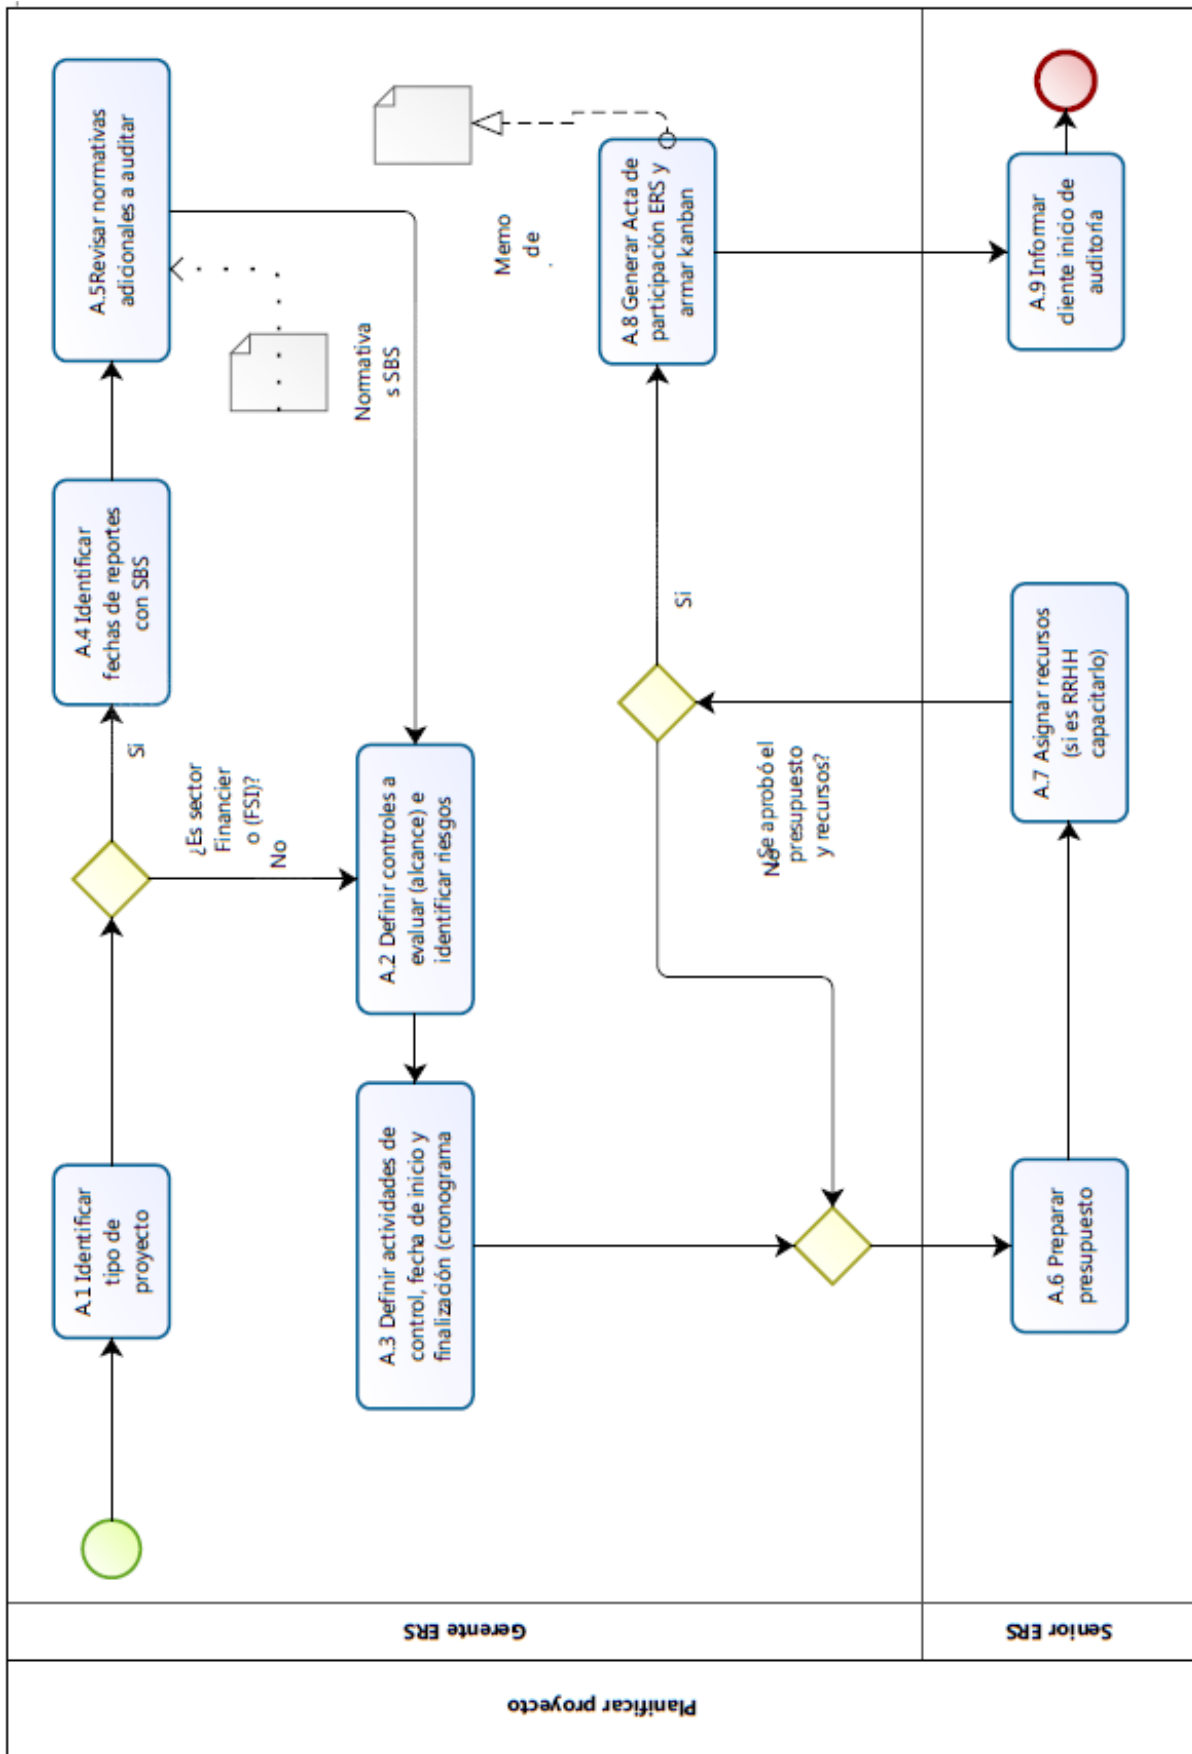 Planificar proyecto
Gerente ERS
Senior ERS
A.1 Identificar
tipo de
proyecto
¿Es sector
Financier
o (FSI)?
Si
No
A.4 Identificar
fechas de reportes
con SBS
A.5Revisar normativas
adicionales a auditar
Normativa
s SBS
A.2 Definir controles a
evaluar (alcance) e
identificar riesgos
A.3 Definir actividades de
control, fecha de inicio y
finalización (cronograma
A.6 Preparar
presupuesto
A.7 Asignar recursos
(si es RRHH
capacitarlo)
¿Se aprobó el
presupuesto
y recursos?
No
Si
A.8 Generar Acta de
participación ERS y
armar kanban
Memo
de
A.9 Informar
cliente inicio de
auditoría